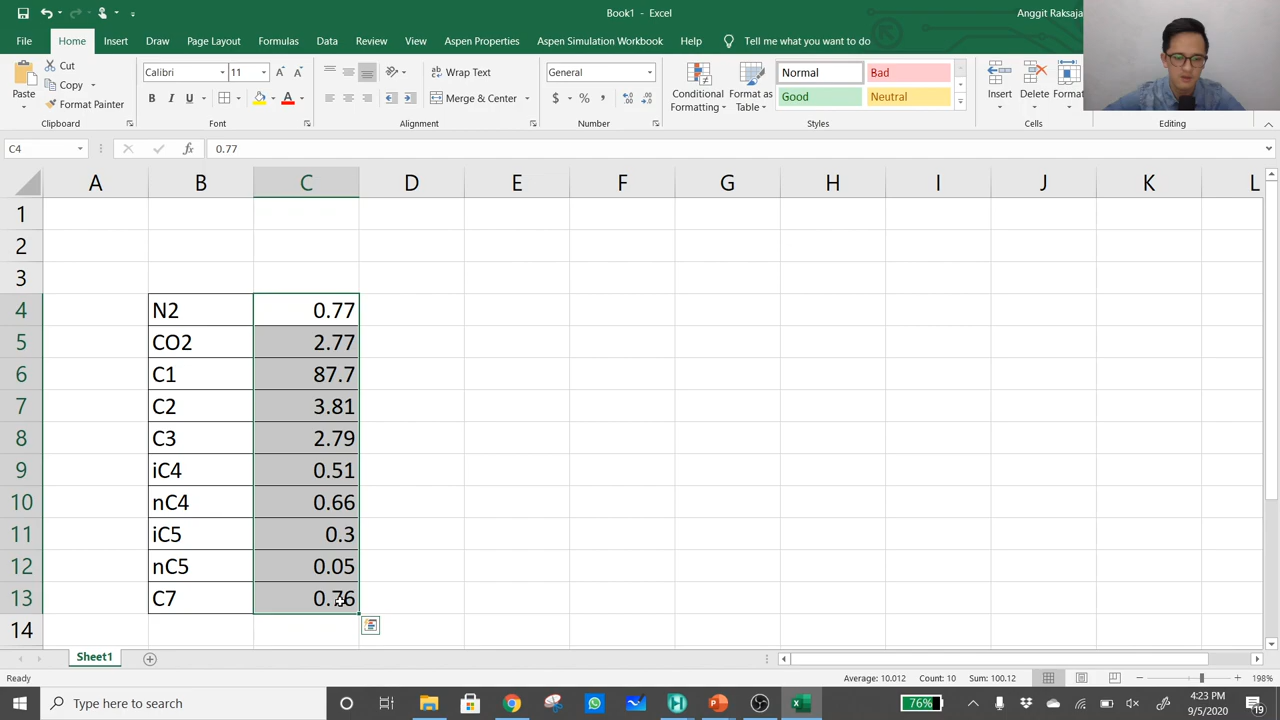 Book1 - Excel
Anggit Raksaja
File Home Insert Draw Page Layout Formulas Data Review View Aspen Properties Aspen Simulation Workbook Help Tell me what you want to do
Paste
Cut
Copy
Format Painter
Calibri 11
B I U
A A
Wrap Text
Merge & Center
General
$ % ,
Conditional Formatting
Format as Table
Normal
Bad
Good
Neutral
Insert
Delete
Format
Clipboard Font Alignment Number Styles Cells Editing
C4 fx 0.77
A B C D E F G H I J K L
1
2
3
4 N2 0.77
5 CO2 2.77
6 C1 87.7
7 C2 3.81
8 C3 2.79
9 iC4 0.51
10 nC4 0.66
11 iC5 0.3
12 nC5 0.05
13 C7 0.76
14
Sheet1
Ready Average: 10.012 Count: 10 Sum: 100.12 198%
Type here to search
76%
4:23 PM
9/5/2020
19